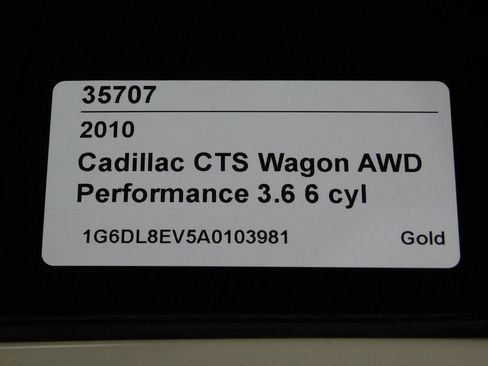 35707
2010
Cadillac CTS Wagon AWD
Performance 3.6 6 cyl
1G6DL8EV5A0103981 Gold